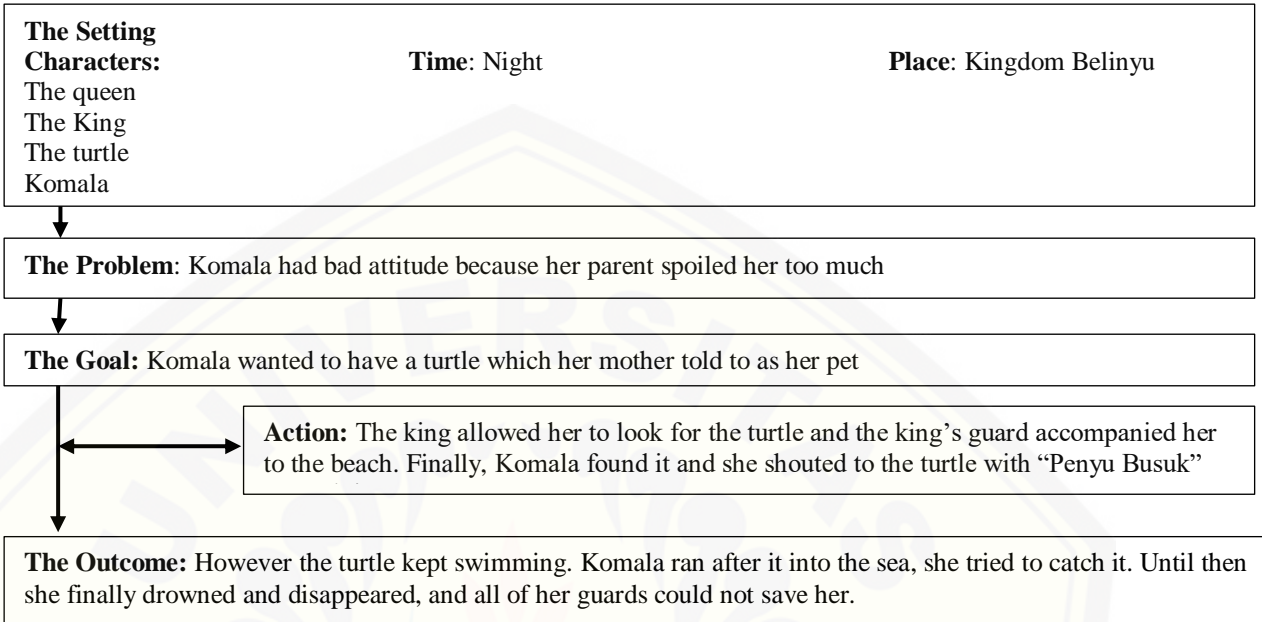 The Setting
Characters: Time: Night Place: Kingdom Belinyu
The queen
The King
The turtle
Komala
The Problem: Komala had bad attitude because her parent spoiled her too much
The Goal: Komala wanted to have a turtle which her mother told to as her pet
Action: The king allowed her to look for the turtle and the king’s guard accompanied her
to the beach. Finally, Komala found it and she shouted to the turtle with “Penyu Busuk”
The Outcome: However the turtle kept swimming. Komala ran after it into the sea, she tried to catch it. Until then
she finally drowned and disappeared, and all of her guards could not save her.
UNIVERSITAS